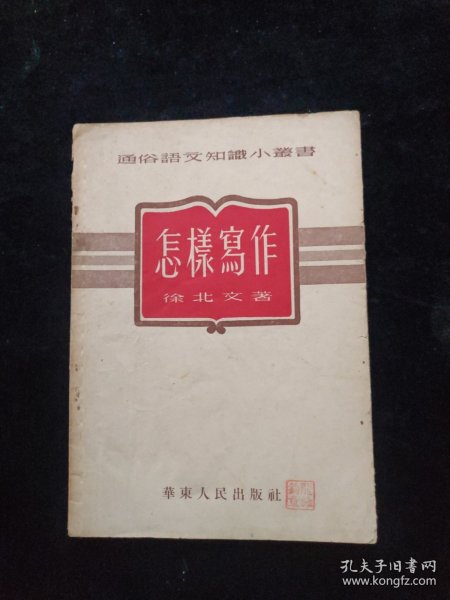 通俗語文知識小叢書
怎樣寫作
徐北文著
華東人民出版社
孔夫子旧书网
www.kongfz.com